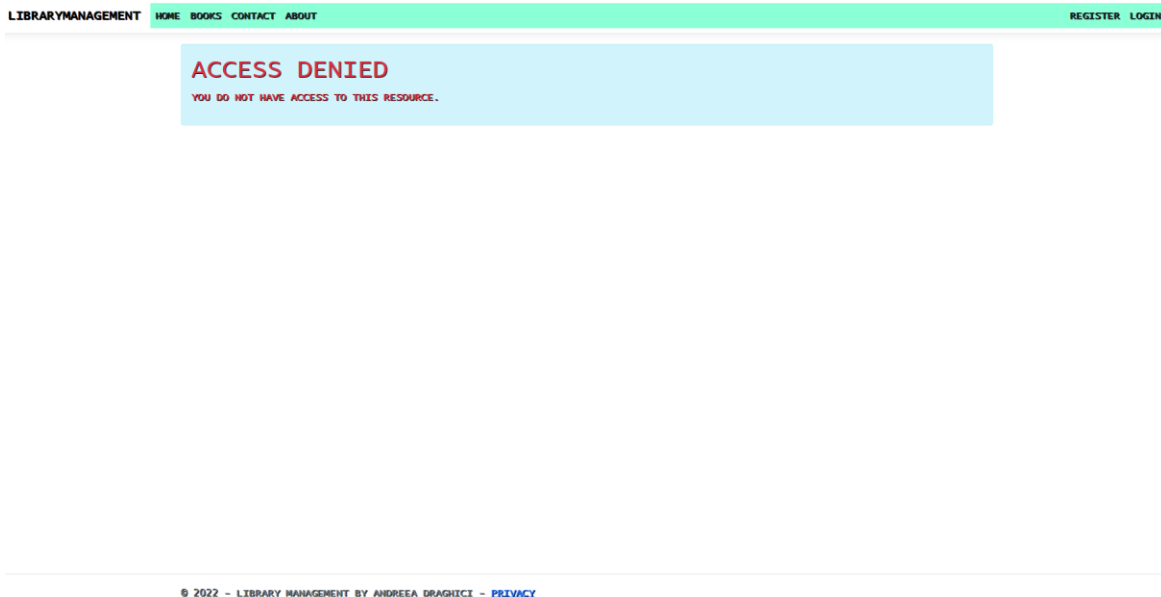 LIBRARYMANAGEMENT HOME BOOKS CONTACT ABOUT REGISTER LOGIN
ACCESS DENIED
YOU DO NOT HAVE ACCESS TO THIS RESOURCE.
© 2022 - LIBRARY MANAGEMENT BY ANDREEA DRAGHICI - PRIVACY